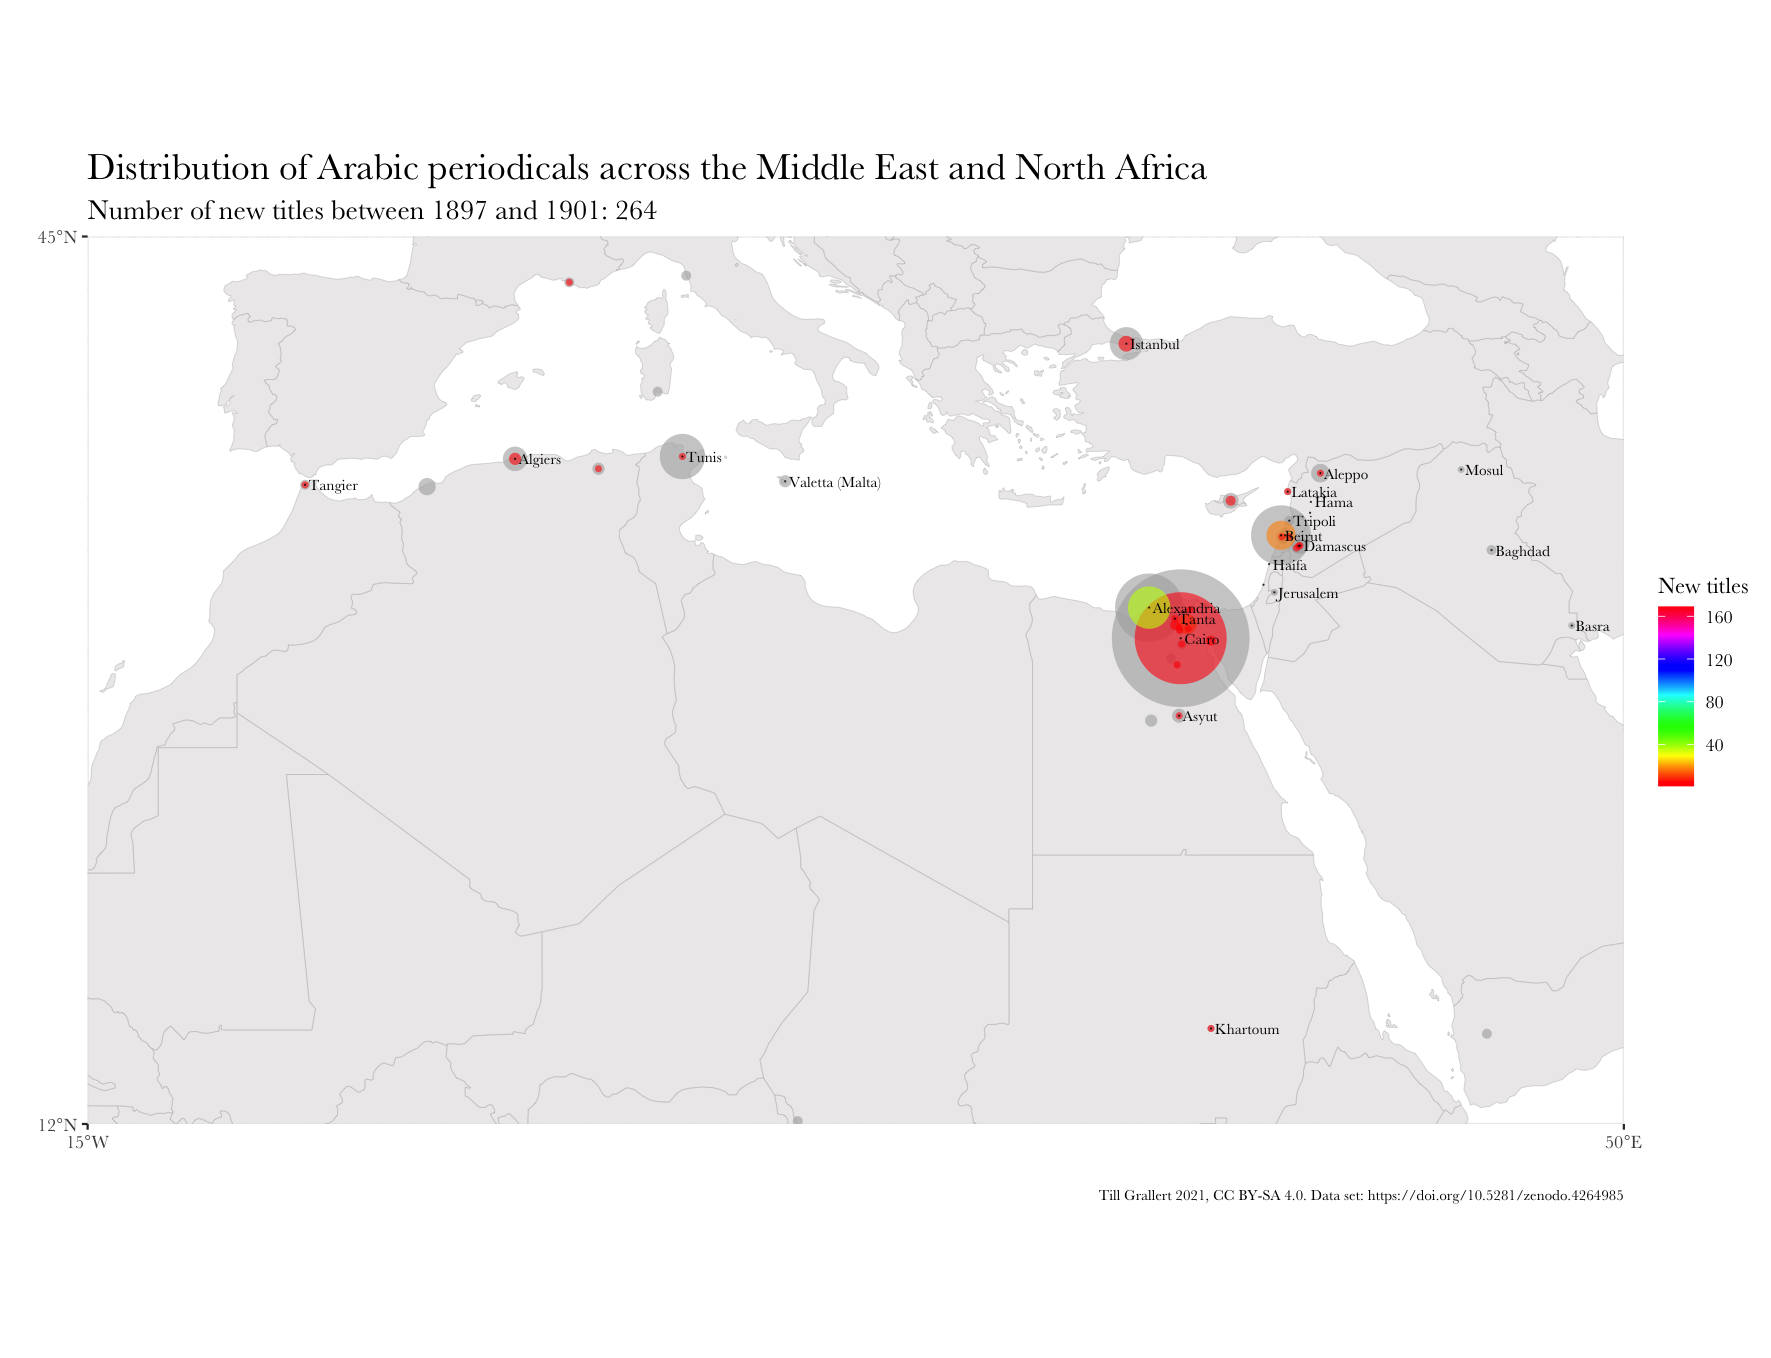 Distribution of Arabic periodicals across the Middle East and North Africa
Number of new titles between 1897 and 1901: 264
45°N
Istanbul
Algiers
Tunis
Tangier
Valetta (Malta)
Aleppo
Mosul
Latakia
Hama
Tripoli
Beirut
Damascus
Baghdad
Haifa
Jerusalem
Alexandria
Tanta
Cairo
Basra
Asyut
Khartoum
New titles
160
120
80
40
12°N
15°W
50°E
Till Grallert 2021, CC BY-SA 4.0. Data set: https://doi.org/10.5281/zenodo.4264985